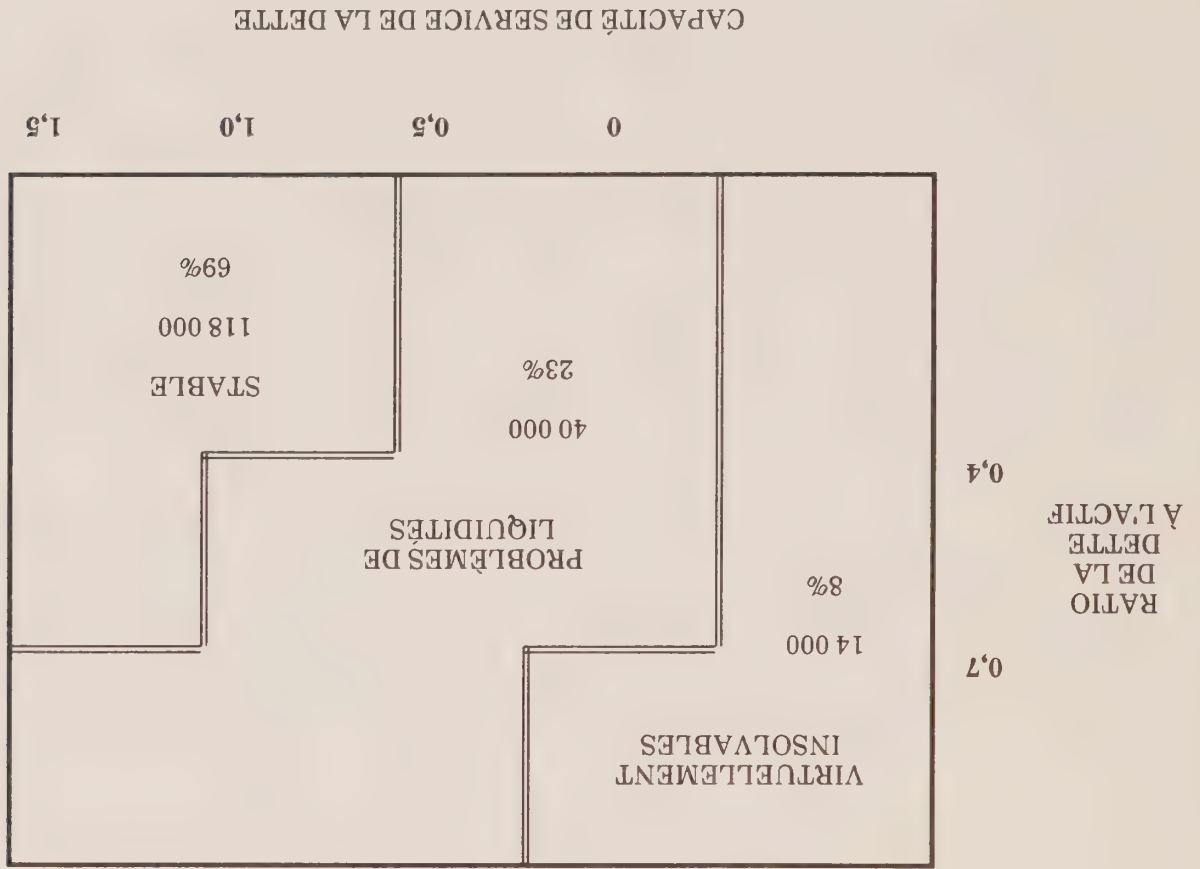 VIRTUELLEMENT
INSOLVABLES
14 000
8%
RATIO
DE LA
DETTE
À L'ACTIF
0,7
0,4
PROBLÈMES DE
LIQUIDITÉS
40 000
23%
STABLE
118 000
69%
0
0,5
1,0
1,5
CAPACITÉ DE SERVICE DE LA DETTE